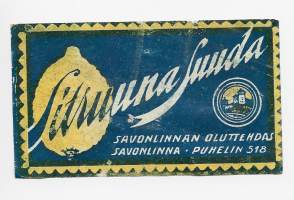 Sitruuna Suuda
SAVONLINNAN OLUTTEHDAS
SAVONLINNA · PUHELIN 518